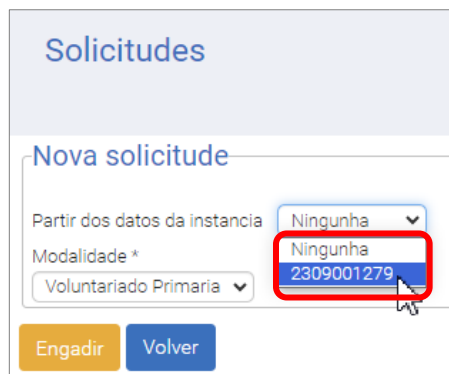 Solicitudes
Nova solicitude
Partir dos datos da instancia Ningunha
Ningunha
2309001279
Modalidade *
Voluntariado Primaria
Engadir Volver